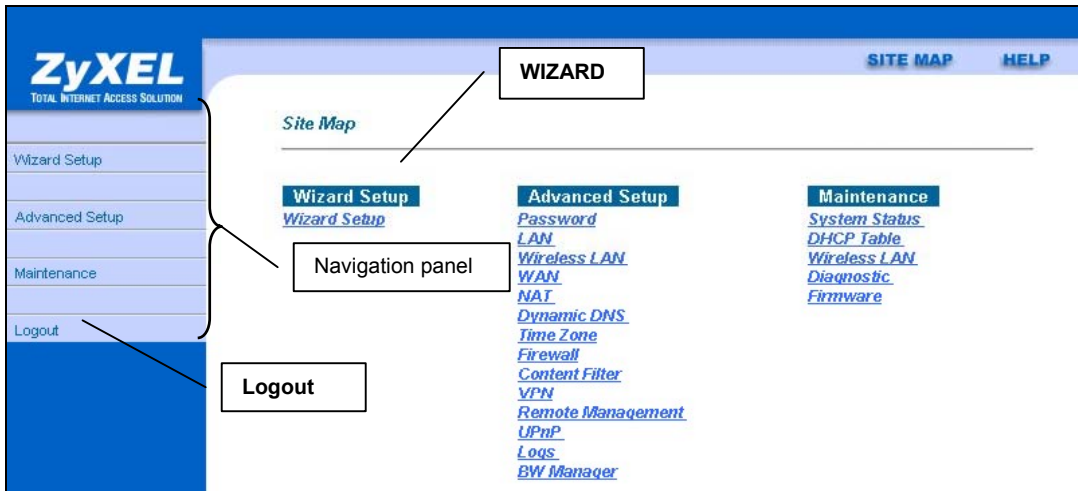 ZyXEL
TOTAL INTERNET ACCESS SOLUTION
SITE MAP
HELP
WIZARD
Site Map
Wizard Setup
Advanced Setup
Maintenance
Logout
Navigation panel
Logout
Wizard Setup
Wizard Setup
Advanced Setup
Password
LAN
Wireless LAN
WAN
NAT
Dynamic DNS
Time Zone
Firewall
Content Filter
VPN
Remote Management
UPnP
Logs
BW Manager
Maintenance
System Status
DHCP Table
Wireless LAN
Diagnostic
Firmware